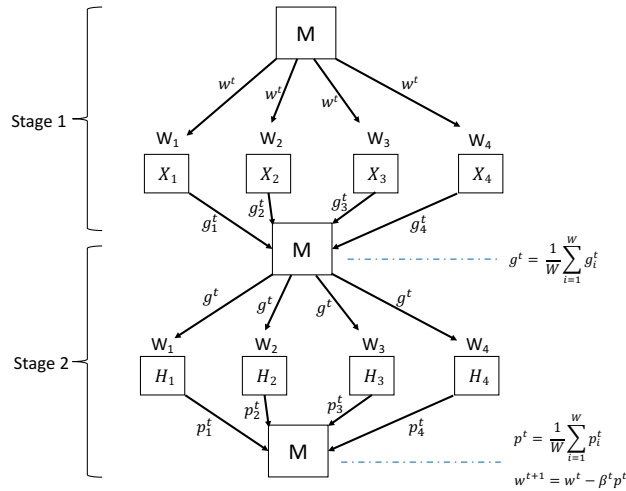 M
w^t w^t w^t w^t
Stage 1
W_1 W_2 W_3 W_4
X_1 X_2 X_3 X_4
g_1^t g_2^t g_3^t g_4^t
M
g^t = \frac{1}{W} \sum_{i=1}^{W} g_i^t
g^t g^t g^t g^t
Stage 2
W_1 W_2 W_3 W_4
H_1 H_2 H_3 H_4
p_1^t p_2^t p_3^t p_4^t
M
p^t = \frac{1}{W} \sum_{i=1}^{W} p_i^t
w^{t+1} = w^t - β^t p^t